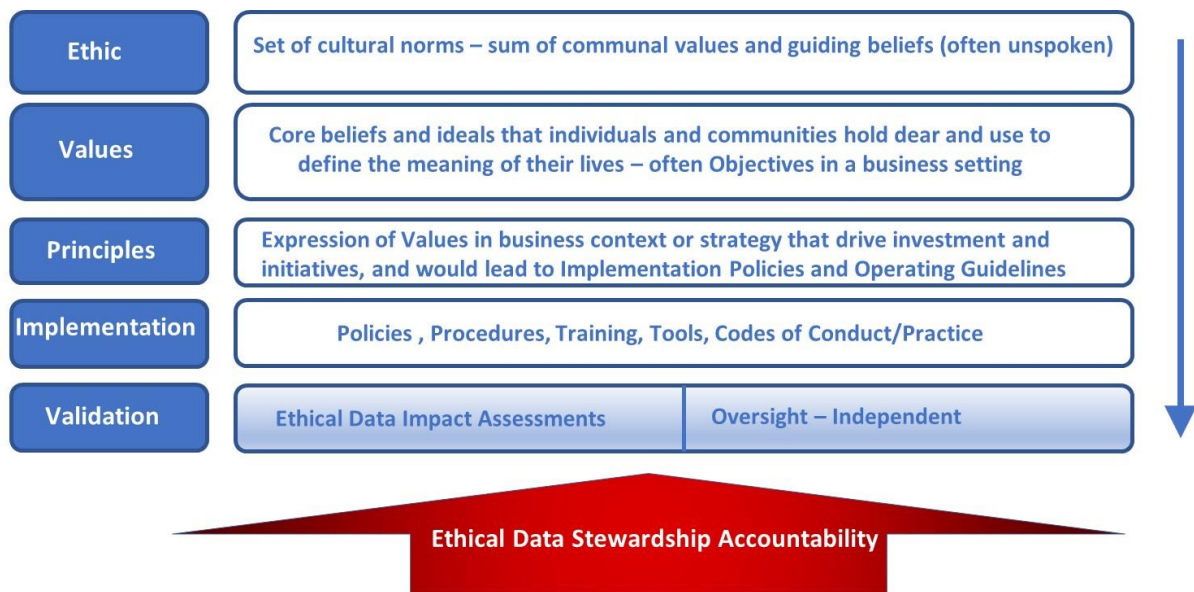 Ethic
Set of cultural norms – sum of communal values and guiding beliefs (often unspoken)
Values
Core beliefs and ideals that individuals and communities hold dear and use to
define the meaning of their lives – often Objectives in a business setting
Principles
Expression of Values in business context or strategy that drive investment and
initiatives, and would lead to Implementation Policies and Operating Guidelines
Implementation
Policies , Procedures, Training, Tools, Codes of Conduct/Practice
Validation
Ethical Data Impact Assessments
Oversight – Independent
Ethical Data Stewardship Accountability